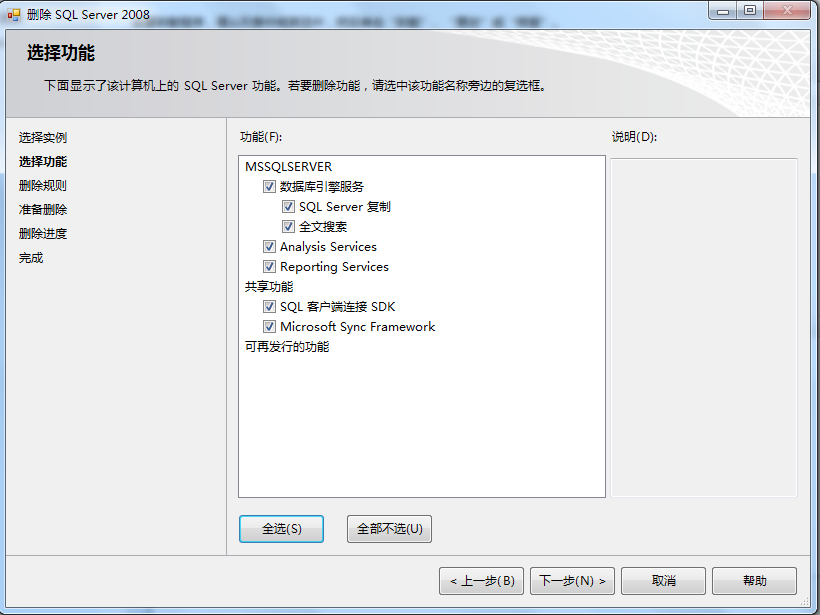 删除 SQL Server 2008
选择功能
下面显示了该计算机上的 SQL Server 功能。若要删除功能，请选中该功能名称旁边的复选框。
选择实例
选择功能
删除规则
准备删除
删除进度
完成
功能(F):
MSSQLSERVER
数据库引擎服务
SQL Server 复制
全文搜索
Analysis Services
Reporting Services
共享功能
SQL 客户端连接 SDK
Microsoft Sync Framework
可再发行的功能
说明(D):
全选(S)
全部不选(U)
< 上一步(B)
下一步(N) >
取消
帮助